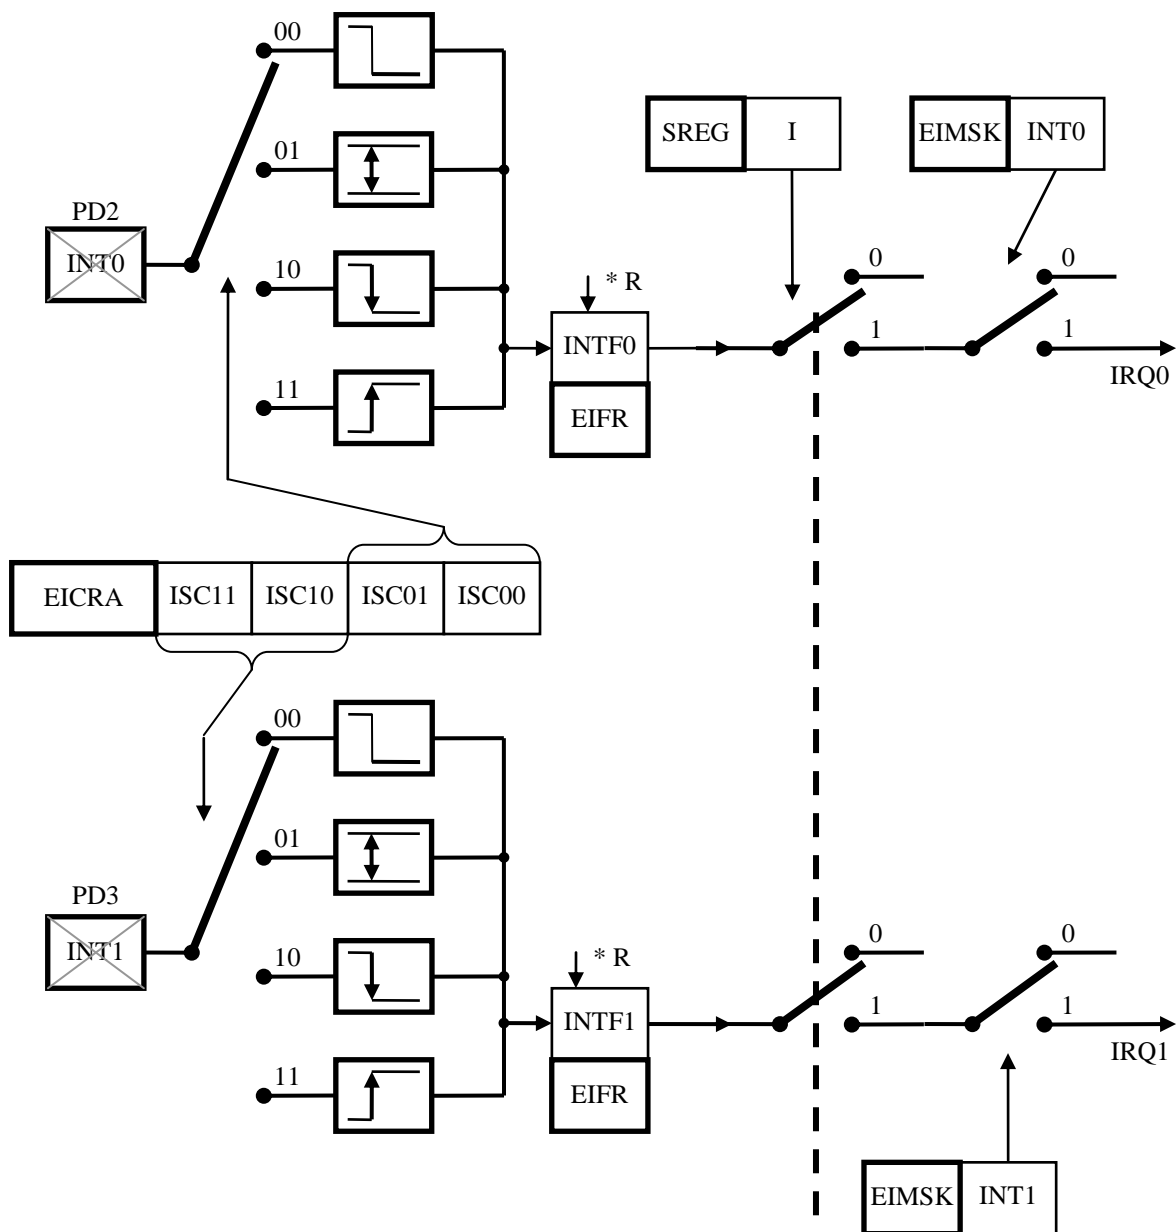 00
SREG I EIMSK INT0
01
PD2
INT0
10
* R
0 0
INTF0
1 1
IRQ0
11
EIFR
EICRA ISC11 ISC10 ISC01 ISC00
00
01
PD3
INT1
10
* R
0 0
INTF1
1 1
IRQ1
11
EIFR
EIMSK INT1